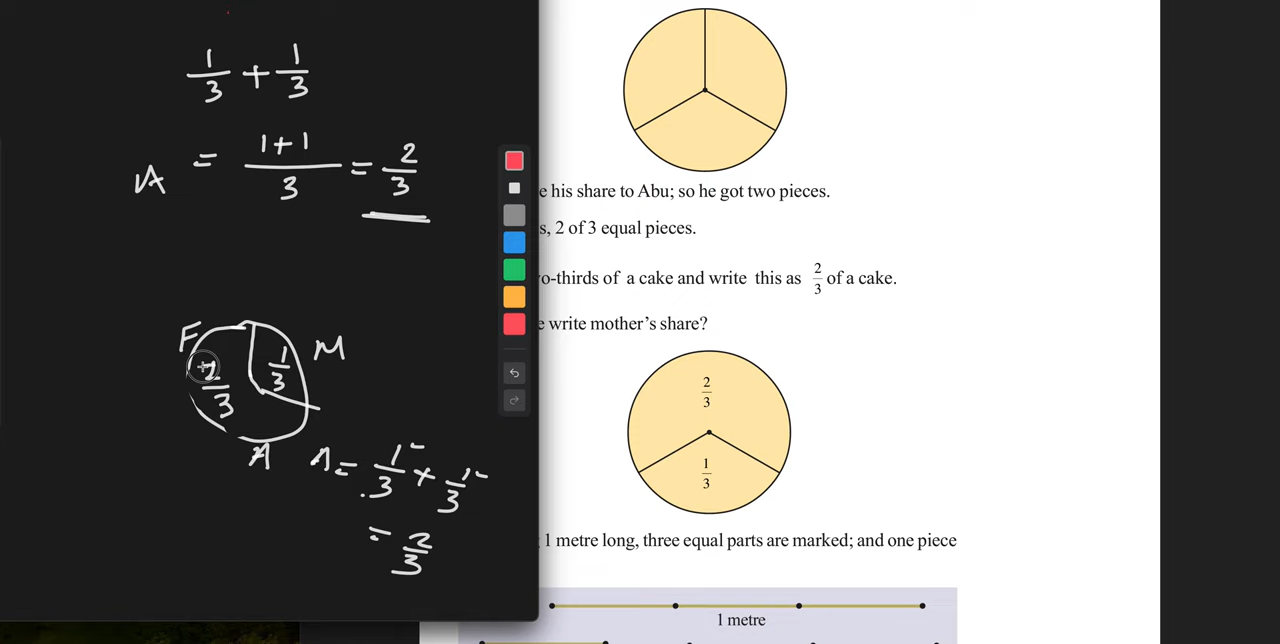 1/3 + 1/3
A = 1+1/3 = 2/3
F 2/3 1/3 M
A
A = 1/3 + 1/3
= 2/3
e his share to Abu; so he got two pieces.
s, 2 of 3 equal pieces.
o-thirds of a cake and write this as 2/3 of a cake.
e write mother's share?
2/3
1/3
1 metre long, three equal parts are marked; and one piece
1 metre